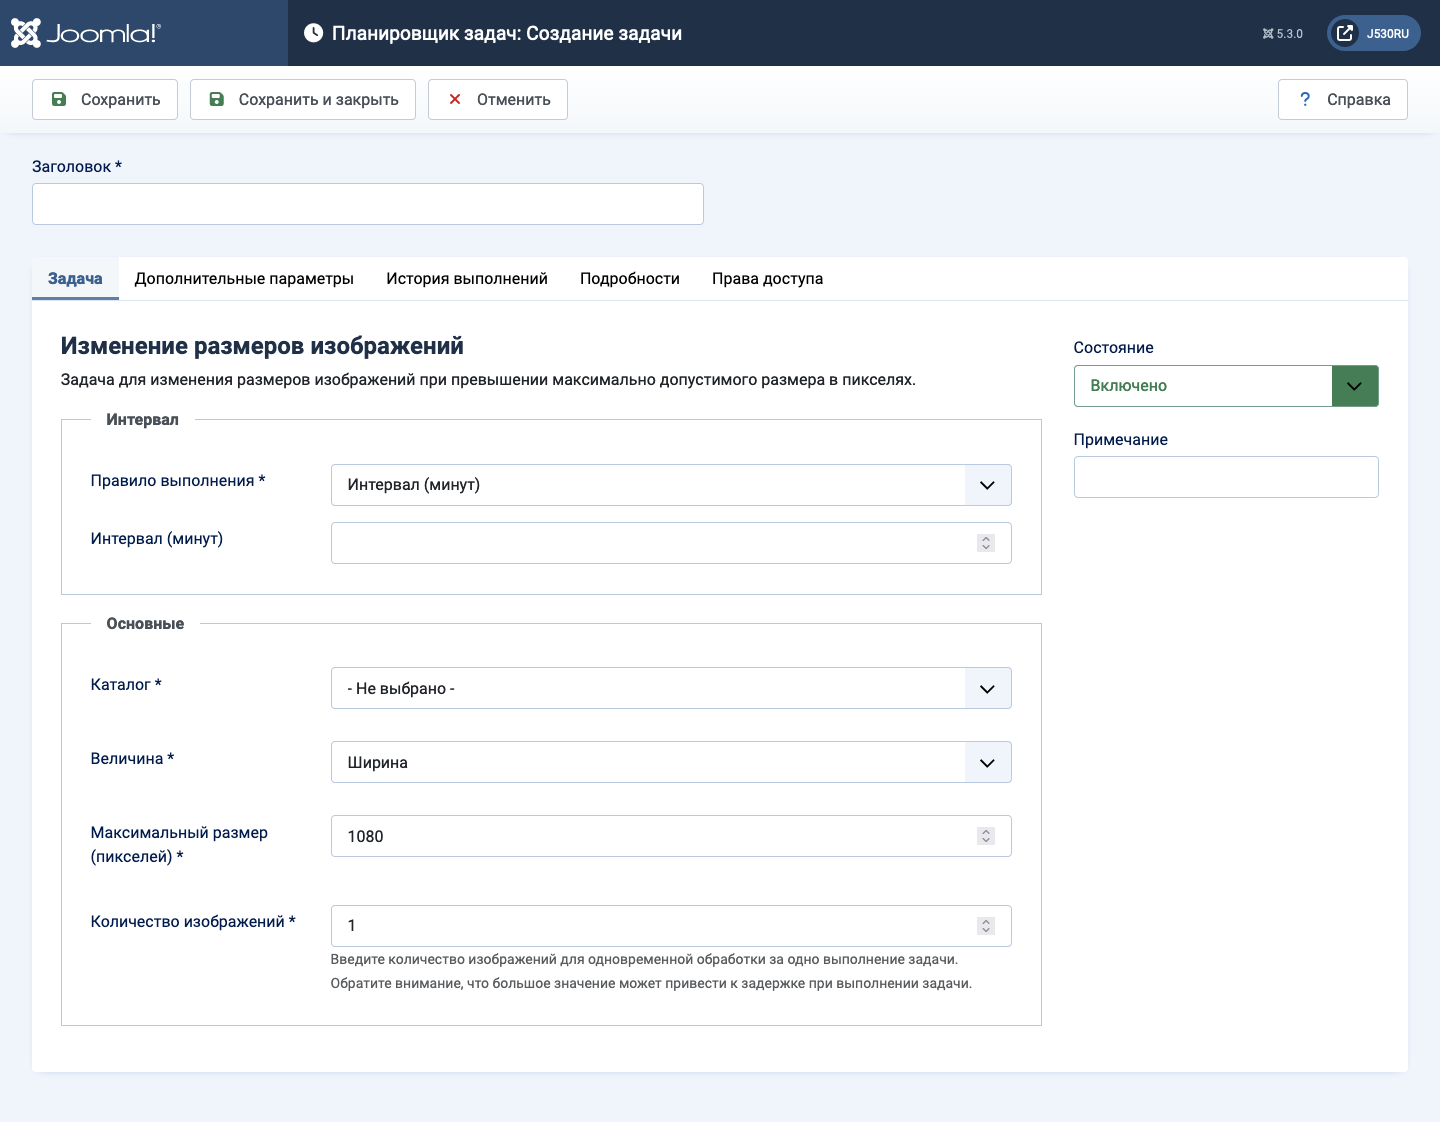 Joomla!®
Планировщик задач: Создание задачи
5.3.0
J530RU
Сохранить
Сохранить и закрыть
Отменить
? Справка
Заголовок *
Задача
Дополнительные параметры
История выполнений
Подробности
Права доступа
Изменение размеров изображений
Задача для изменения размеров изображений при превышении максимально допустимого размера в пикселях.
Состояние
Включено
Примечание
Интервал
Правило выполнения *
Интервал (минут)
Интервал (минут)
Основные
Каталог *
- Не выбрано -
Величина *
Ширина
Максимальный размер
(пикселей) *
1080
Количество изображений *
1
Введите количество изображений для одновременной обработки за одно выполнение задачи.
Обратите внимание, что большое значение может привести к задержке при выполнении задачи.